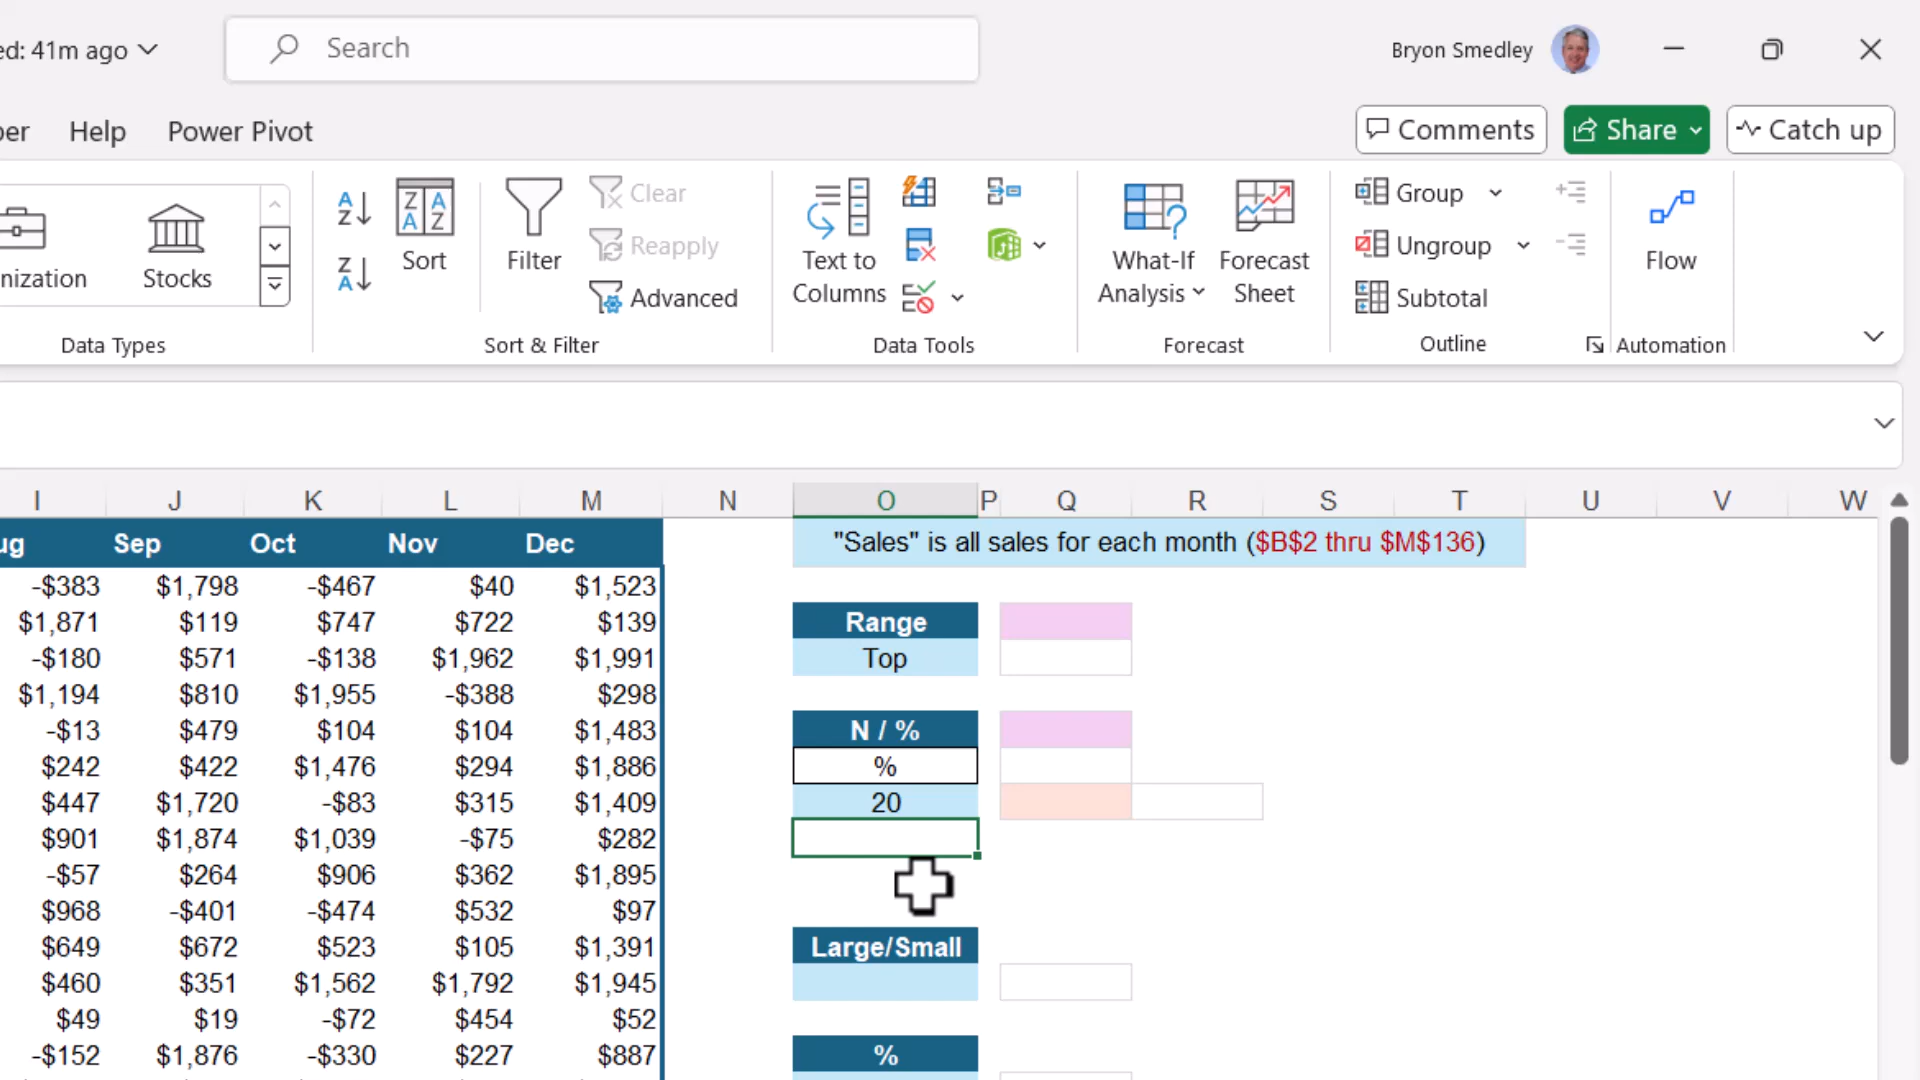 ed: 41m ago
Search
Bryon Smedley
per Help Power Pivot
Comments Share Catch up
nization
Stocks
Data Types
Sort
Filter
Clear
Reapply
Advanced
Sort & Filter
Text to
Columns
Data Tools
What-If
Analysis
Forecast
Sheet
Forecast
Group
Ungroup
Subtotal
Outline
Flow
Automation
I J K L M N O P Q R S T U V W
ug Sep Oct Nov Dec "Sales" is all sales for each month ($B$2 thru $M$136)
-$383 $1,798 -$467 $40 $1,523
$1,871 $119 $747 $722 $139 Range
-$180 $571 -$138 $1,962 $1,991 Top
$1,194 $810 $1,955 -$388 $298
-$13 $479 $104 $104 $1,483 N / %
$242 $422 $1,476 $294 $1,886 %
$447 $1,720 -$83 $315 $1,409 20
$901 $1,874 $1,039 -$75 $282
-$57 $264 $906 $362 $1,895
$968 -$401 -$474 $532 $97
$649 $672 $523 $105 $1,391 Large/Small
$460 $351 $1,562 $1,792 $1,945
$49 $19 -$72 $454 $52
-$152 $1,876 -$330 $227 $887 %